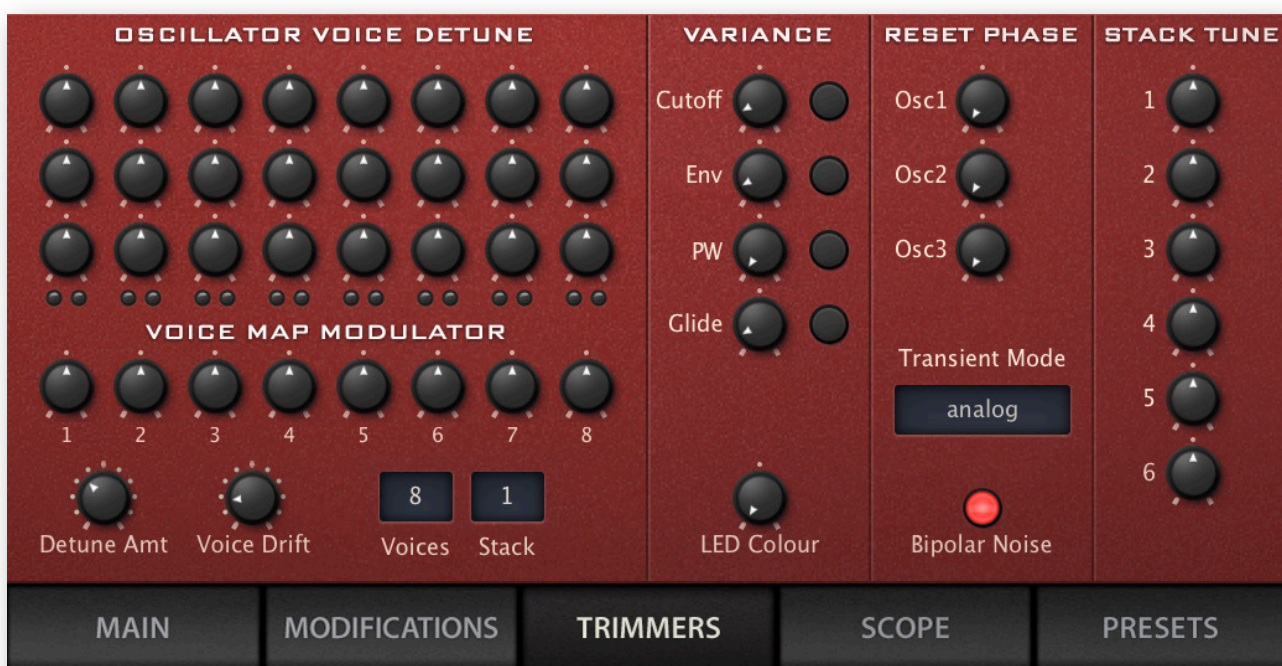 OSCILLATOR VOICE DETUNE
VOICE MAP MODULATOR
1 2 3 4 5 6 7 8
Detune Amt
Voice Drift
8
Voices
1
Stack
VARIANCE
Cutoff
Env
PW
Glide
LED Colour
RESET PHASE
Osc1
Osc2
Osc3
Transient Mode
analog
Bipolar Noise
STACK TUNE
1
2
3
4
5
6
MAIN
MODIFICATIONS
TRIMMERS
SCOPE
PRESETS